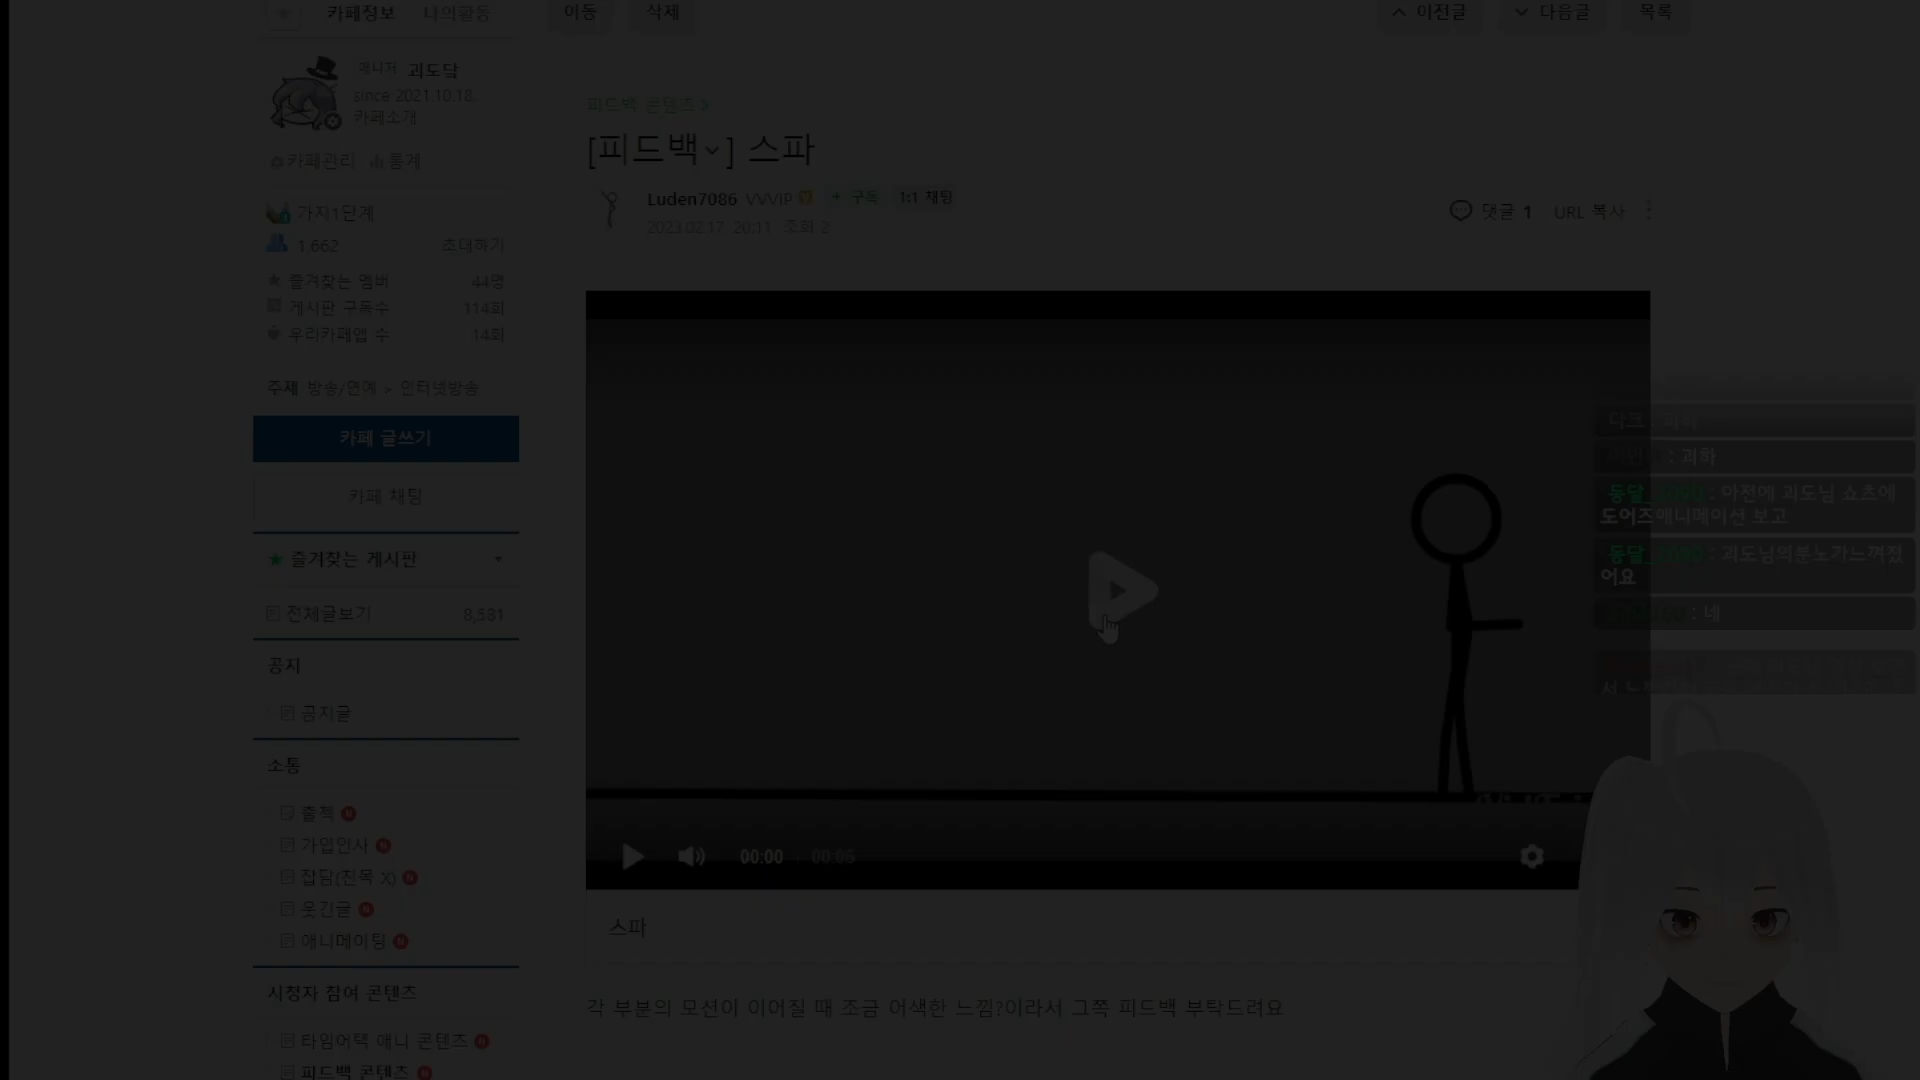 카페정보 나의활동
이동 삭제
이전글 다음글 목록
매니저 괴도닼
since 2021.10.18.
카페소개
카페관리 통계
가지1단계
1,662 초대하기
즐겨찾는 멤버 44명
게시판 구독수 114회
우리카페앱 수 14회
주제 방송/연예 > 인터넷방송
카페 글쓰기
카페 채팅
즐겨찾는 게시판
전체글보기 8,581
공지
공지글
소통
출첵 N
가입인사 N
잡담(친목 X) N
웃긴글 N
애니메이팅 N
시청자 참여 콘텐츠
타임어택 애니 콘텐츠 N
피드백 콘텐츠 N
피드백 콘텐츠 >
[피드백] 스파
Luden7086 VVVIP + 구독 1:1 채팅
2023.02.17. 20:11 조회 2
댓글 1 URL 복사
00:00 00:06
스파
각 부분의 모션이 이어질 때 조금 어색한 느낌?이라서 그쪽 피드백 부탁드려요
: 괴화
: 아전에 괴도님 쇼츠에
도어즈애니메이션 보고
: 괴도님의분노가느껴졌
어요
: 네